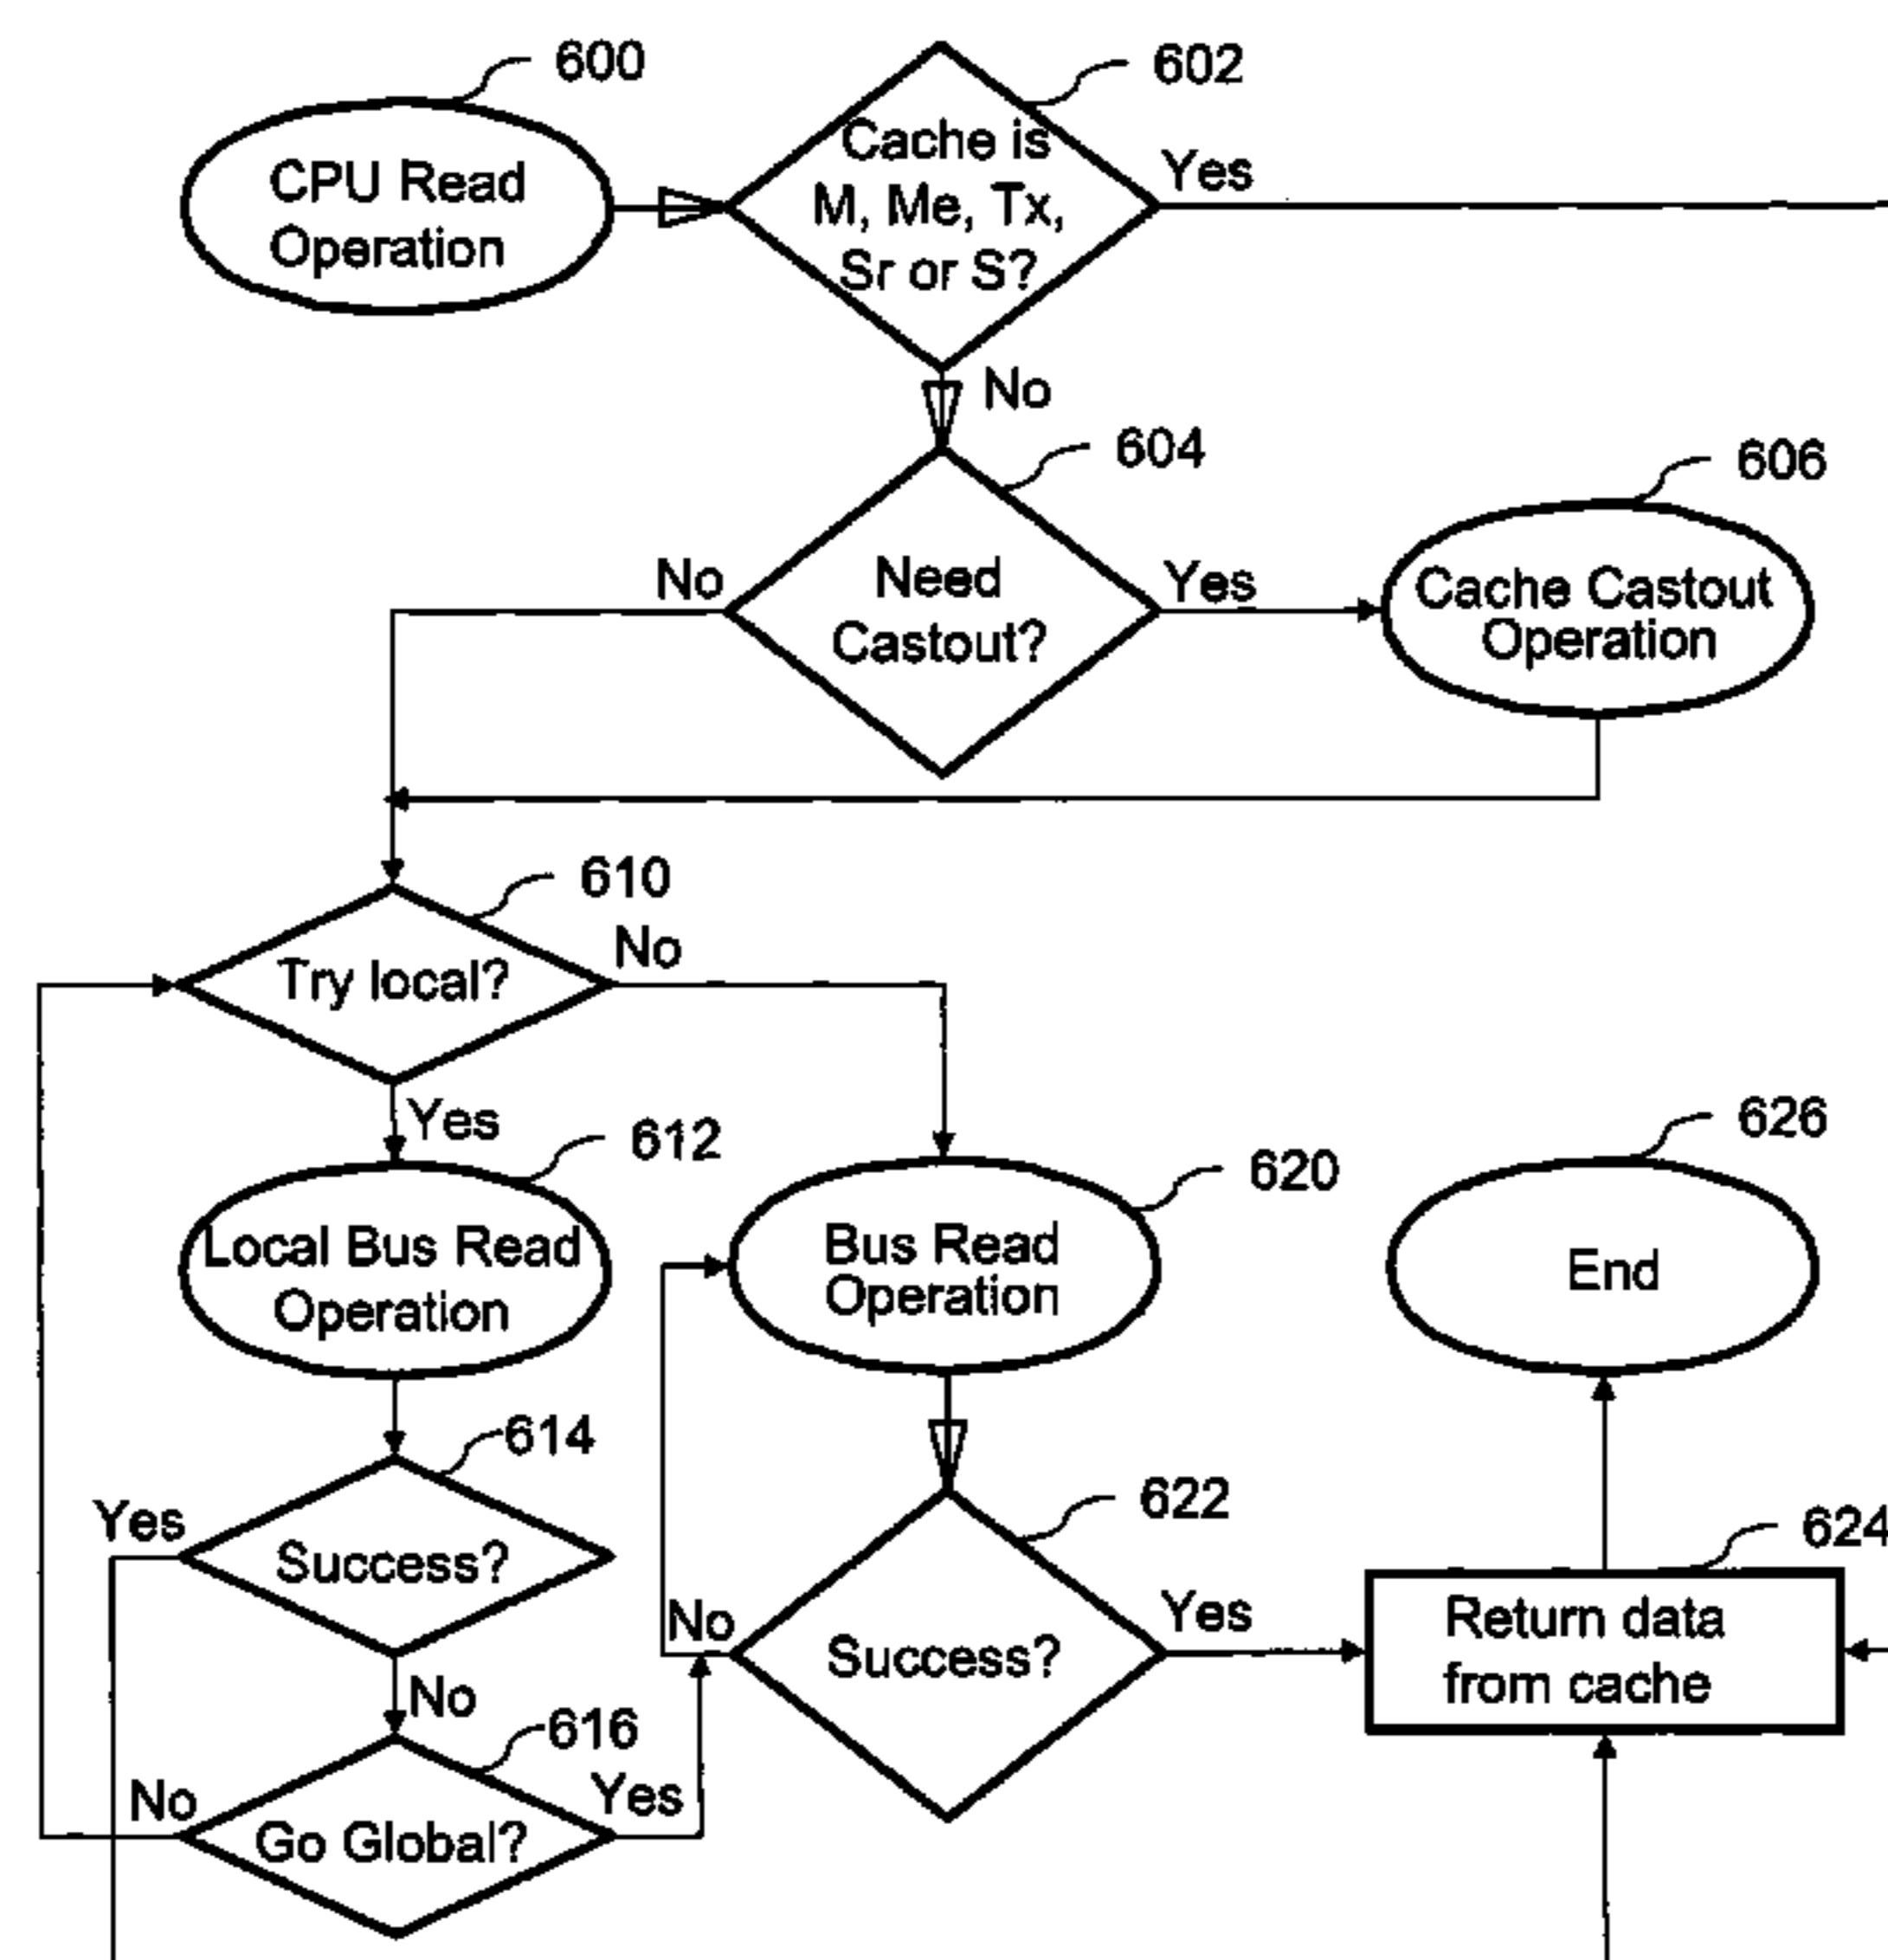 600
CPU Read
Operation
602
Cache is
M, Me, Tx,
Sr or S?
Yes
No
604
Need
Castout?
No
Yes
606
Cache Castout
Operation
610
Try local?
No
Yes
612
Local Bus Read
Operation
620
Bus Read
Operation
626
End
614
Success?
Yes
No
616
Go Global?
No
Yes
622
Success?
No
Yes
624
Return data
from cache